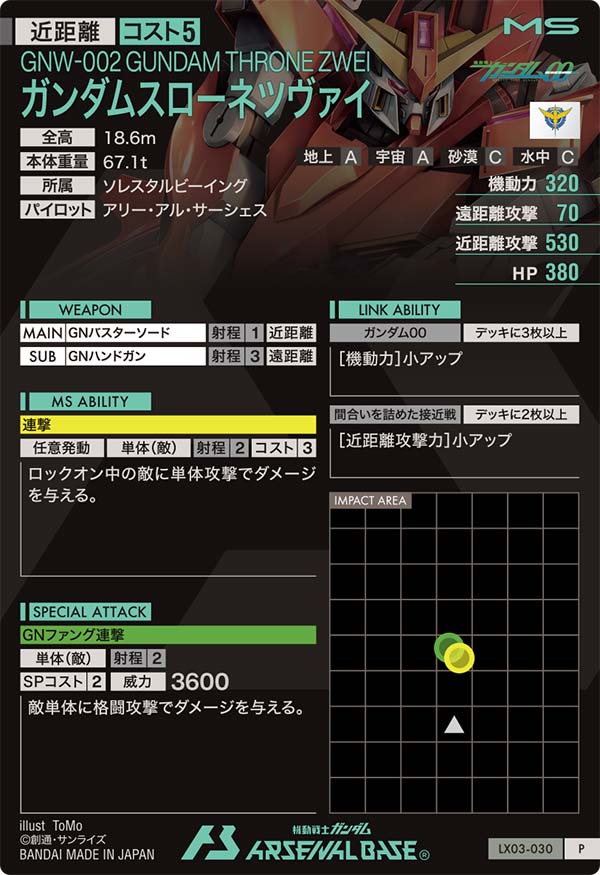 近距離 コスト5
MS
GNW-002 GUNDAM THRONE ZWEI
ガンダムスローネツヴァイ
機動戦士ガンダム00
全高 18.6m
本体重量 67.1t
所属 ソレスタルビーイング
パイロット アリー・アル・サーシェス
地上 A 宇宙 A 砂漠 C 水中 C
機動力 320
遠距離攻撃 70
近距離攻撃 530
HP 380
WEAPON
MAIN GNバスターソード 射程 1 近距離
SUB GNハンドガン 射程 3 遠距離
MS ABILITY
連撃
任意発動 単体(敵) 射程 2 コスト 3
ロックオン中の敵に単体攻撃でダメージ
を与える。
SPECIAL ATTACK
GNファング連撃
単体(敵) 射程 2
SPコスト 2 威力 3600
敵単体に格闘攻撃でダメージを与える。
LINK ABILITY
ガンダム00 デッキに3枚以上
[機動力]小アップ
間合いを詰めた接近戦 デッキに2枚以上
[近距離攻撃力]小アップ
IMPACT AREA
illust ToMo
©創通・サンライズ
BANDAI MADE IN JAPAN
機動戦士ガンダム
ARSENAL BASE®
LX03-030 P